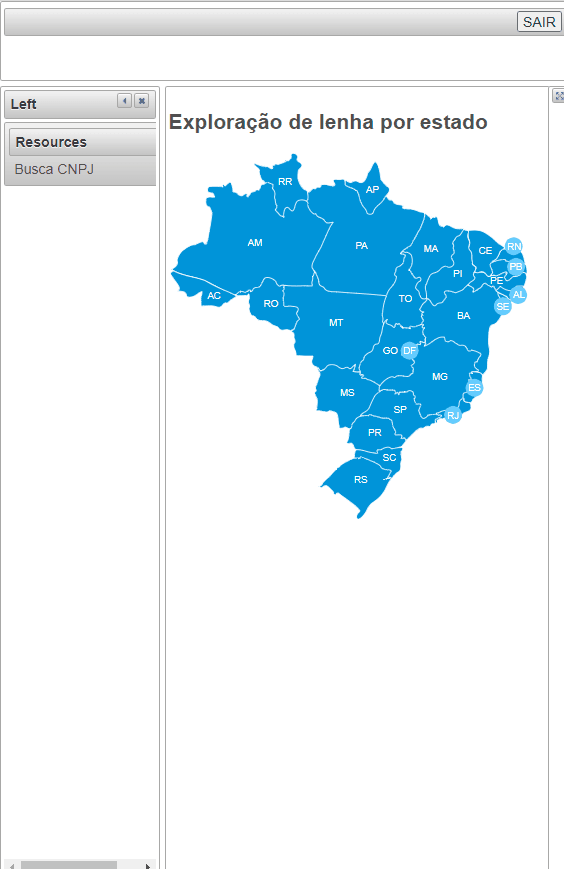 SAIR
Left
Resources
Busca CNPJ
Exploração de lenha por estado
RR
AP
AM
PA
MA
CE
RN
PI
PB
PE
AC
RO
TO
AL
SE
MT
BA
GO
DF
MG
MS
ES
SP
RJ
PR
SC
RS